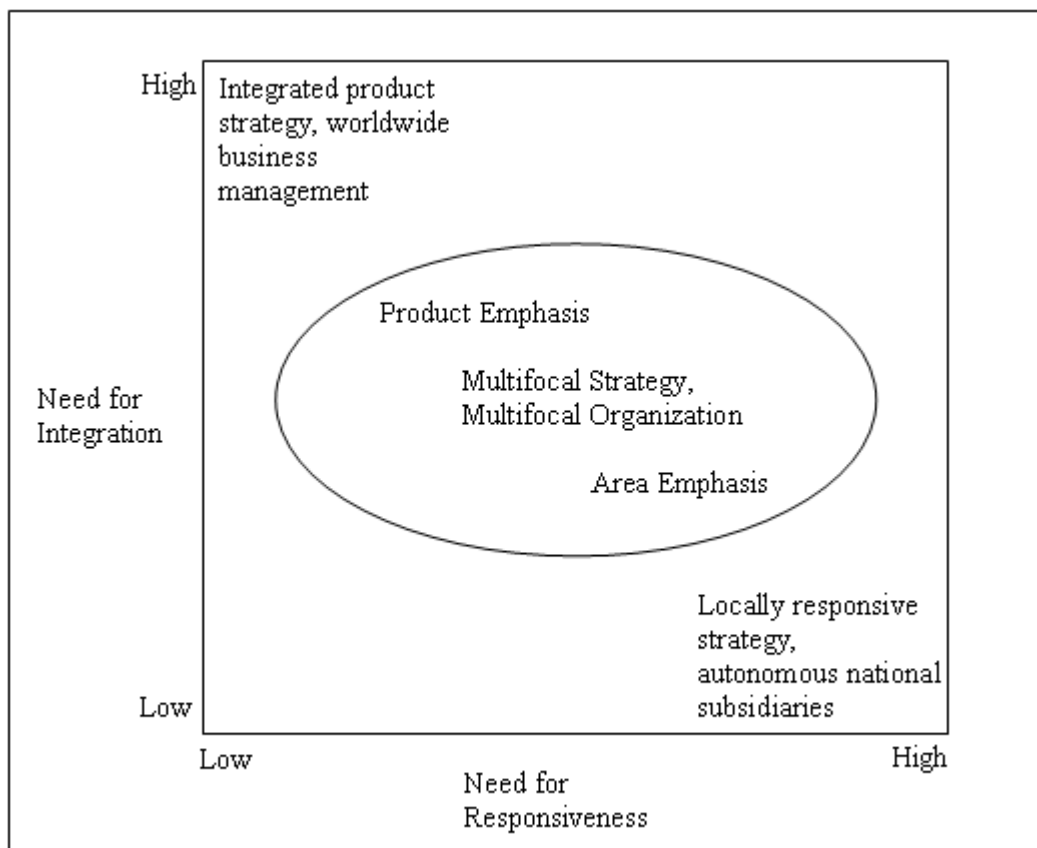 High
Integrated product
strategy, worldwide
business
management
Product Emphasis
Multifocal Strategy,
Multifocal Organization
Need for
Integration
Area Emphasis
Locally responsive
strategy,
autonomous national
subsidiaries
Low
Low
High
Need for
Responsiveness